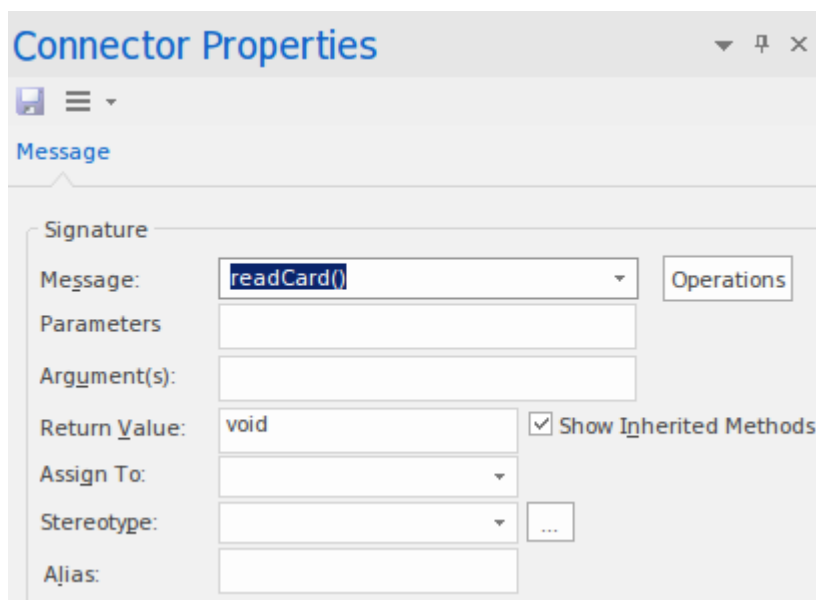 Connector Properties
Message
Signature
Message: readCard() Operations
Parameters
Argument(s):
Return Value: void Show Inherited Methods
Assign To:
Stereotype: ...
Alias: